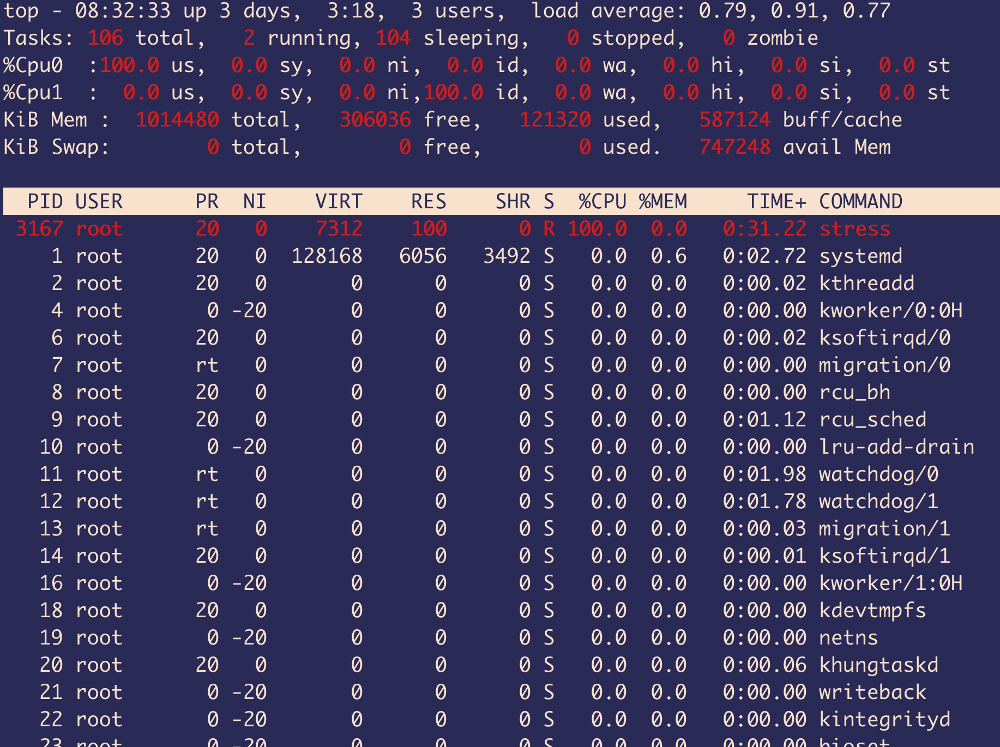 top - 08:32:33 up 3 days,  3:18,  3 users,  load average: 0.79, 0.91, 0.77
Tasks: 106 total,   2 running, 104 sleeping,   0 stopped,   0 zombie
%Cpu0  :100.0 us,  0.0 sy,  0.0 ni,  0.0 id,  0.0 wa,  0.0 hi,  0.0 si,  0.0 st
%Cpu1  :  0.0 us,  0.0 sy,  0.0 ni,100.0 id,  0.0 wa,  0.0 hi,  0.0 si,  0.0 st
KiB Mem :  1014480 total,   306036 free,   121320 used,   587124 buff/cache
KiB Swap:        0 total,        0 free,        0 used.   747248 avail Mem
  PID USER      PR  NI    VIRT    RES    SHR S  %CPU %MEM     TIME+ COMMAND
 3167 root      20   0    7312    100      0 R 100.0  0.0   0:31.22 stress
    1 root      20   0  128168   6056   3492 S   0.0  0.6   0:02.72 systemd
    2 root      20   0       0      0      0 S   0.0  0.0   0:00.02 kthreadd
    4 root       0 -20       0      0      0 S   0.0  0.0   0:00.00 kworker/0:0H
    6 root      20   0       0      0      0 S   0.0  0.0   0:00.02 ksoftirqd/0
    7 root      rt   0       0      0      0 S   0.0  0.0   0:00.00 migration/0
    8 root      20   0       0      0      0 S   0.0  0.0   0:00.00 rcu_bh
    9 root      20   0       0      0      0 S   0.0  0.0   0:01.12 rcu_sched
   10 root       0 -20       0      0      0 S   0.0  0.0   0:00.00 lru-add-drain
   11 root      rt   0       0      0      0 S   0.0  0.0   0:01.98 watchdog/0
   12 root      rt   0       0      0      0 S   0.0  0.0   0:01.78 watchdog/1
   13 root      rt   0       0      0      0 S   0.0  0.0   0:00.03 migration/1
   14 root      20   0       0      0      0 S   0.0  0.0   0:00.01 ksoftirqd/1
   16 root       0 -20       0      0      0 S   0.0  0.0   0:00.00 kworker/1:0H
   18 root      20   0       0      0      0 S   0.0  0.0   0:00.00 kdevtmpfs
   19 root       0 -20       0      0      0 S   0.0  0.0   0:00.00 netns
   20 root      20   0       0      0      0 S   0.0  0.0   0:00.06 khungtaskd
   21 root       0 -20       0      0      0 S   0.0  0.0   0:00.00 writeback
   22 root       0 -20       0      0      0 S   0.0  0.0   0:00.00 kintegrityd
   23 root       0 -20       0      0      0 S   0.0  0.0   0:00.00 bioset